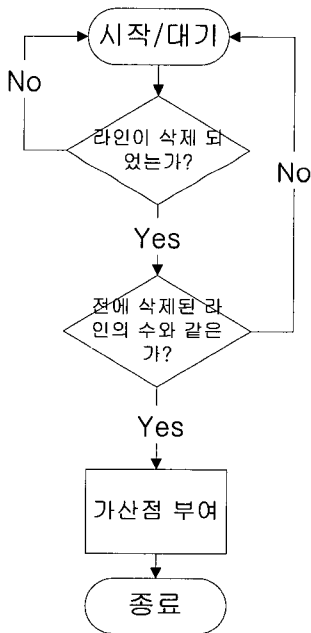 시작/대기
No
라인이 삭제 되
었는가?
No
Yes
전에 삭제된 라
인의 수와 같은
가?
Yes
가산점 부여
종료